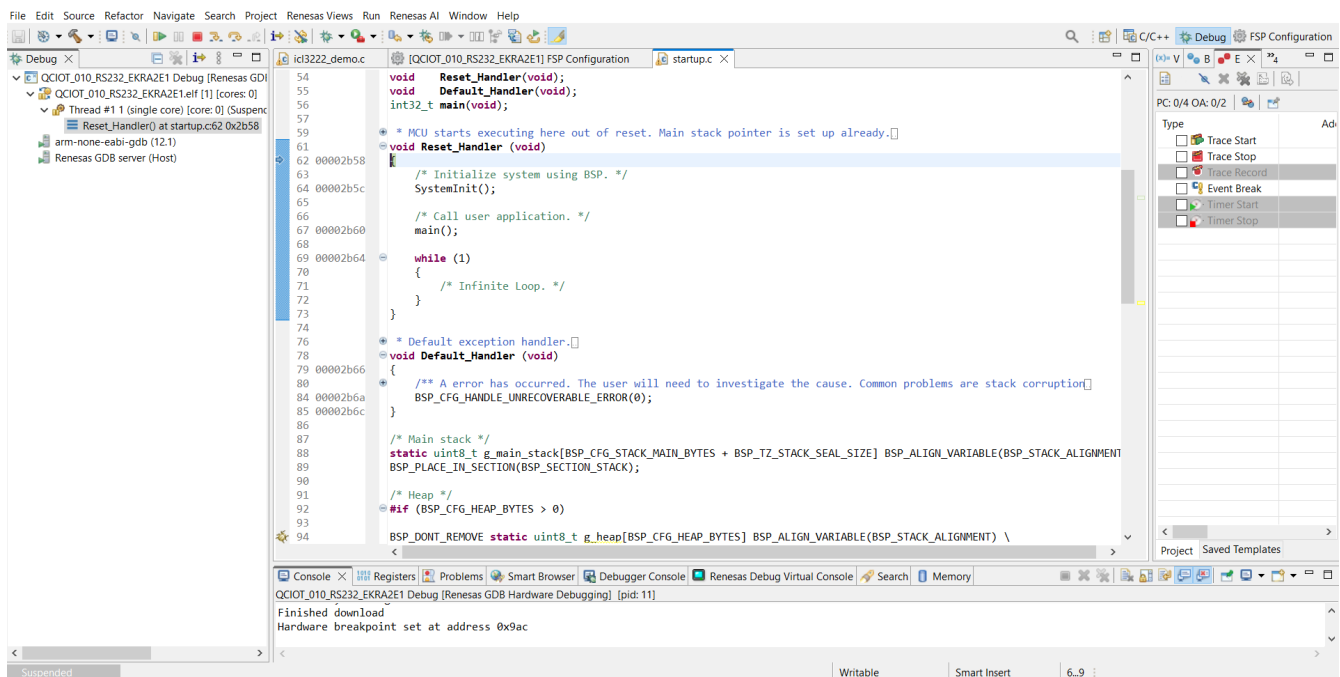 File Edit Source Refactor Navigate Search Project Renesas Views Run Renesas AI Window Help
C/C++ Debug FSP Configuration
Debug
QCIOT_010_RS232_EKRA2E1 Debug [Renesas GDI
QCIOT_010_RS232_EKRA2E1.elf [1] [cores: 0]
Thread #1 1 (single core) [core: 0] (Suspend
Reset_Handler() at startup.c:62 0x2b58
arm-none-eabi-gdb (12.1)
Renesas GDB server (Host)
icl3222_demo.c [QCIOT_010_RS232_EKRA2E1] FSP Configuration startup.c
54 void Reset_Handler(void);
55 void Default_Handler(void);
56 int32_t main(void);
57
59 * MCU starts executing here out of reset. Main stack pointer is set up already.
61 void Reset_Handler (void)
62 00002b58 {
63 /* Initialize system using BSP. */
64 00002b5c SystemInit();
65
66 /* Call user application. */
67 00002b60 main();
68
69 00002b64 while (1)
70 {
71 /* Infinite Loop. */
72 }
73 }
74
76 * Default exception handler.
78 void Default_Handler (void)
79 00002b66 {
80 /** A error has occurred. The user will need to investigate the cause. Common problems are stack corruption
84 00002b6a BSP_CFG_HANDLE_UNRECOVERABLE_ERROR(0);
85 00002b6c }
86
87 /* Main stack */
88 static uint8_t g_main_stack[BSP_CFG_STACK_MAIN_BYTES + BSP_TZ_STACK_SEAL_SIZE] BSP_ALIGN_VARIABLE(BSP_STACK_ALIGNMENT
89 BSP_PLACE_IN_SECTION(BSP_SECTION_STACK);
90
91 /* Heap */
92 #if (BSP_CFG_HEAP_BYTES > 0)
93
94 BSP_DONT_REMOVE static uint8_t g_heap[BSP_CFG_HEAP_BYTES] BSP_ALIGN_VARIABLE(BSP_STACK_ALIGNMENT) \
(x)= V B E 4
PC: 0/4 OA: 0/2
Type Ad
Trace Start
Trace Stop
Trace Record
Event Break
Timer Start
Timer Stop
Project Saved Templates
Console Registers Problems Smart Browser Debugger Console Renesas Debug Virtual Console Search Memory
QCIOT_010_RS232_EKRA2E1 Debug [Renesas GDB Hardware Debugging] [pid: 11]
Finished download
Hardware breakpoint set at address 0x9ac
Suspended Writable Smart Insert 6...9